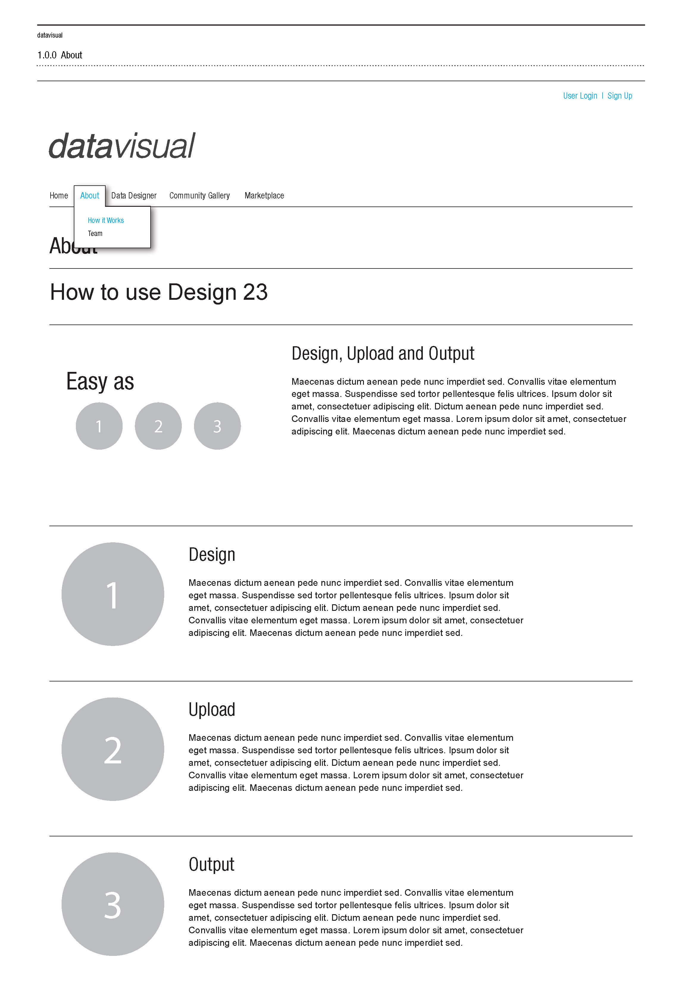 datavisual
1.0.0 About
User Login | Sign Up
datavisual
Home About Data Designer Community Gallery Marketplace
How it Works
Team
About
How to use Design 23
Easy as
1 2 3
Design, Upload and Output
Maecenas dictum aenean pede nunc imperdiet sed. Convallis vitae elementum
eget massa. Suspendisse sed tortor pellentesque felis ultrices. Ipsum dolor sit
amet, consectetuer adipiscing elit. Dictum aenean pede nunc imperdiet sed.
Convallis vitae elementum eget massa. Lorem ipsum dolor sit amet, consectetuer
adipiscing elit. Maecenas dictum aenean pede nunc imperdiet sed.
1
Design
Maecenas dictum aenean pede nunc imperdiet sed. Convallis vitae elementum
eget massa. Suspendisse sed tortor pellentesque felis ultrices. Ipsum dolor sit
amet, consectetuer adipiscing elit. Dictum aenean pede nunc imperdiet sed.
Convallis vitae elementum eget massa. Lorem ipsum dolor sit amet, consectetuer
adipiscing elit. Maecenas dictum aenean pede nunc imperdiet sed.
2
Upload
Maecenas dictum aenean pede nunc imperdiet sed. Convallis vitae elementum
eget massa. Suspendisse sed tortor pellentesque felis ultrices. Ipsum dolor sit
amet, consectetuer adipiscing elit. Dictum aenean pede nunc imperdiet sed.
Convallis vitae elementum eget massa. Lorem ipsum dolor sit amet, consectetuer
adipiscing elit. Maecenas dictum aenean pede nunc imperdiet sed.
3
Output
Maecenas dictum aenean pede nunc imperdiet sed. Convallis vitae elementum
eget massa. Suspendisse sed tortor pellentesque felis ultrices. Ipsum dolor sit
amet, consectetuer adipiscing elit. Dictum aenean pede nunc imperdiet sed.
Convallis vitae elementum eget massa. Lorem ipsum dolor sit amet, consectetuer
adipiscing elit. Maecenas dictum aenean pede nunc imperdiet sed.